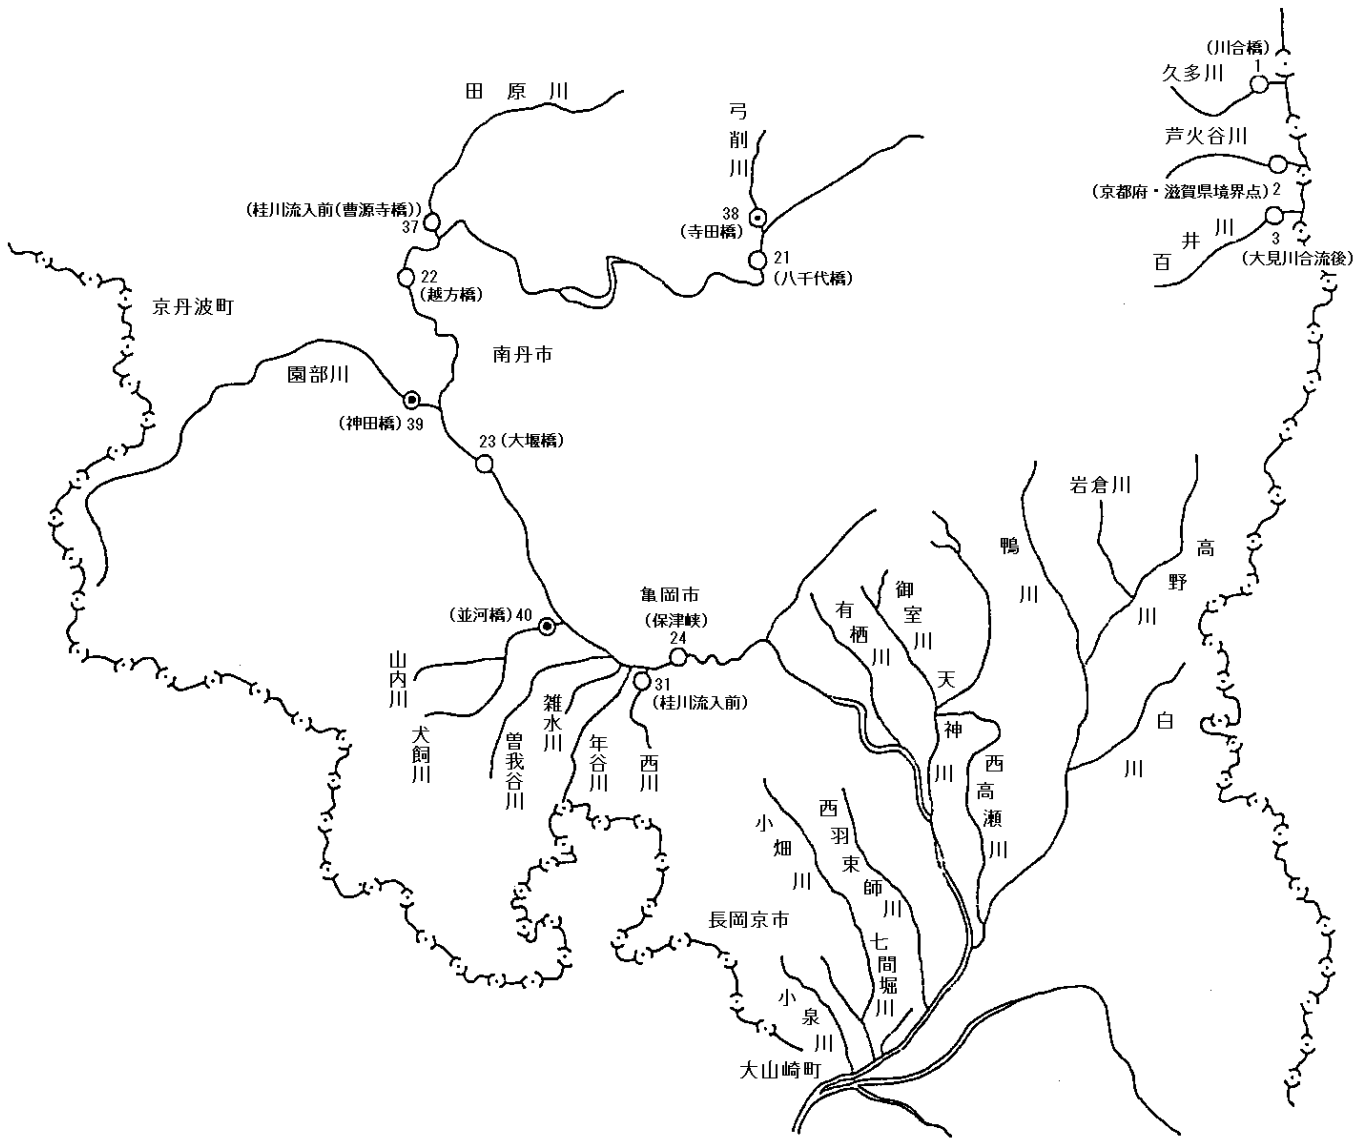 (川合橋)
1
久多川
田原川
弓削川
芦火谷川
(京都府・滋賀県境界点) 2
(桂川流入前(曹源寺橋))
37
38
(寺田橋)
百井川
3
(大見川合流後)
21
(八千代橋)
22
(越方橋)
京丹波町
南丹市
園部川
(神田橋) 39
23 (大堰橋)
岩倉川
鴨川
高野川
御室川
有栖川
亀岡市
(保津峡)
24
(並河橋) 40
山内川
31
(桂川流入前)
天神川
雑水川
犬飼川
曽我谷川
年谷川
西川
白川
西高瀬川
小畑川
西羽束師川
長岡京市
七間堀川
小泉川
大山崎町